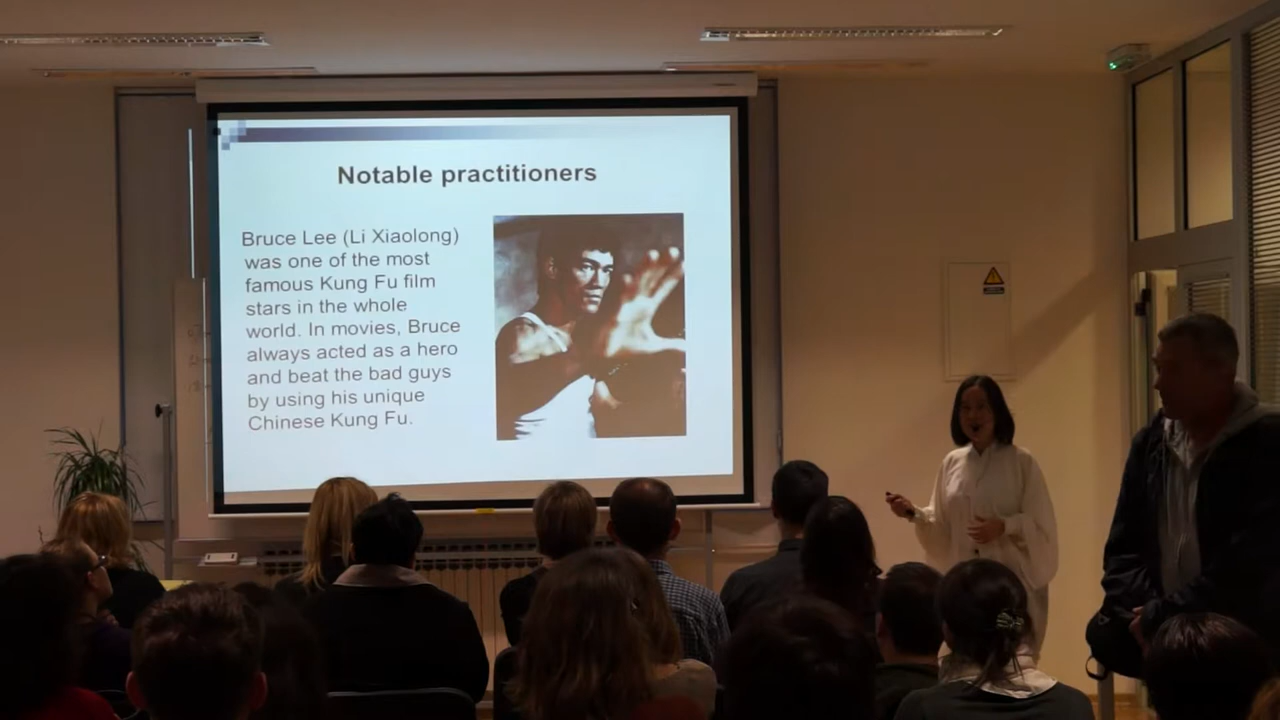 Notable practitioners
Bruce Lee (Li Xiaolong)
was one of the most
famous Kung Fu film
stars in the whole
world. In movies, Bruce
always acted as a hero
and beat the bad guys
by using his unique
Chinese Kung Fu.